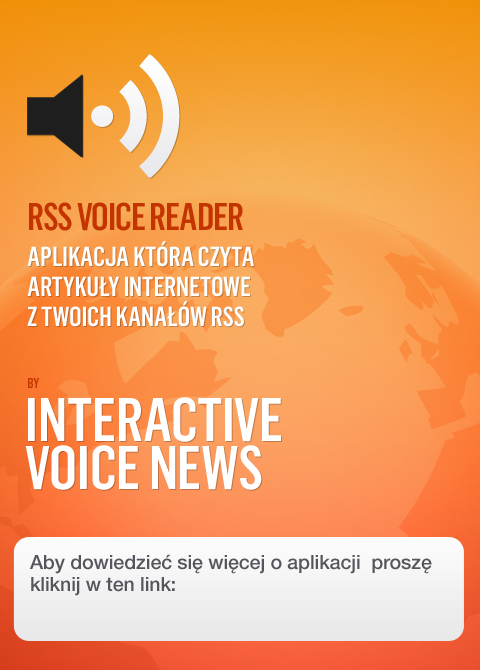 RSS VOICE READER
APLIKACJA KTÓRA CZYTA
ARTYKUŁY INTERNETOWE
Z TWOICH KANAŁÓW RSS
BY
INTERACTIVE
VOICE NEWS
Aby dowiedzieć się więcej o aplikacji proszę
kliknij w ten link: